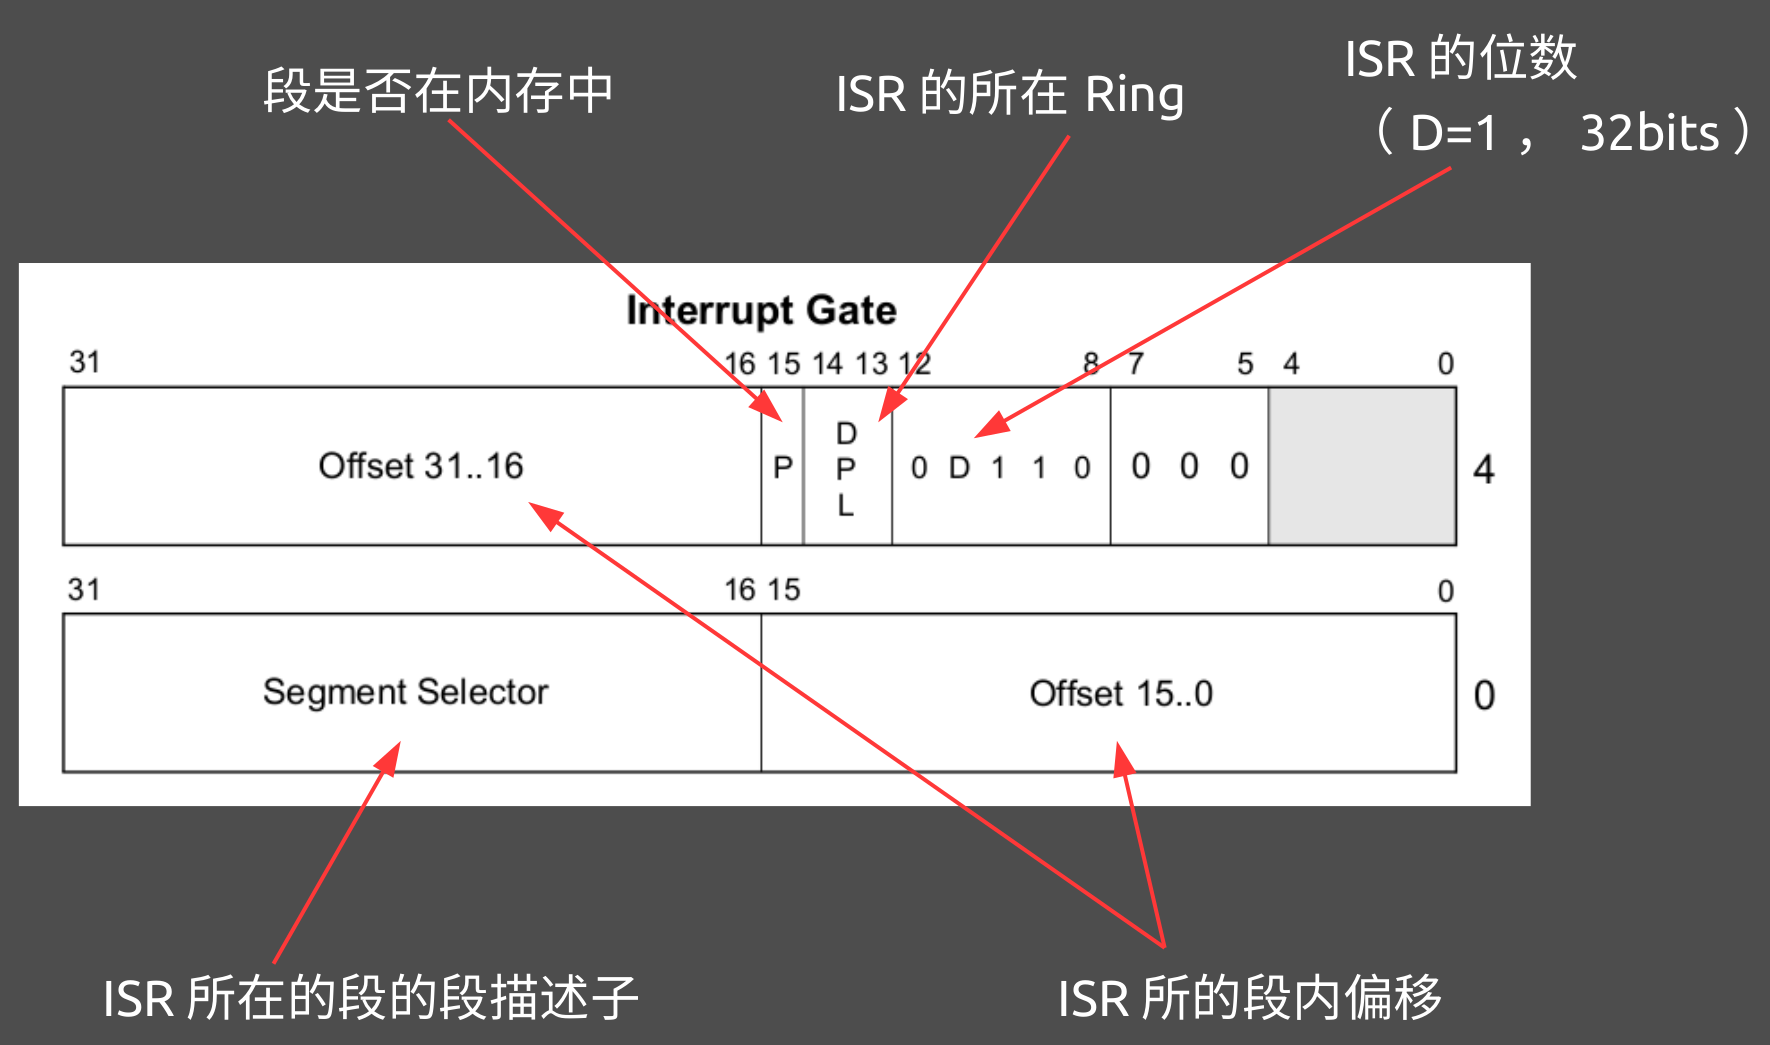 段是否在内存中
ISR 的所在 Ring
ISR 的位数
（ D=1 ， 32bits ）
Interrupt Gate
31 16 15 14 13 12 8 7 5 4 0
Offset 31..16 P DPL 0 D 1 1 0 0 0 0 4
31 16 15 0
Segment Selector Offset 15..0 0
ISR 所在的段的段描述子
ISR 所的段内偏移